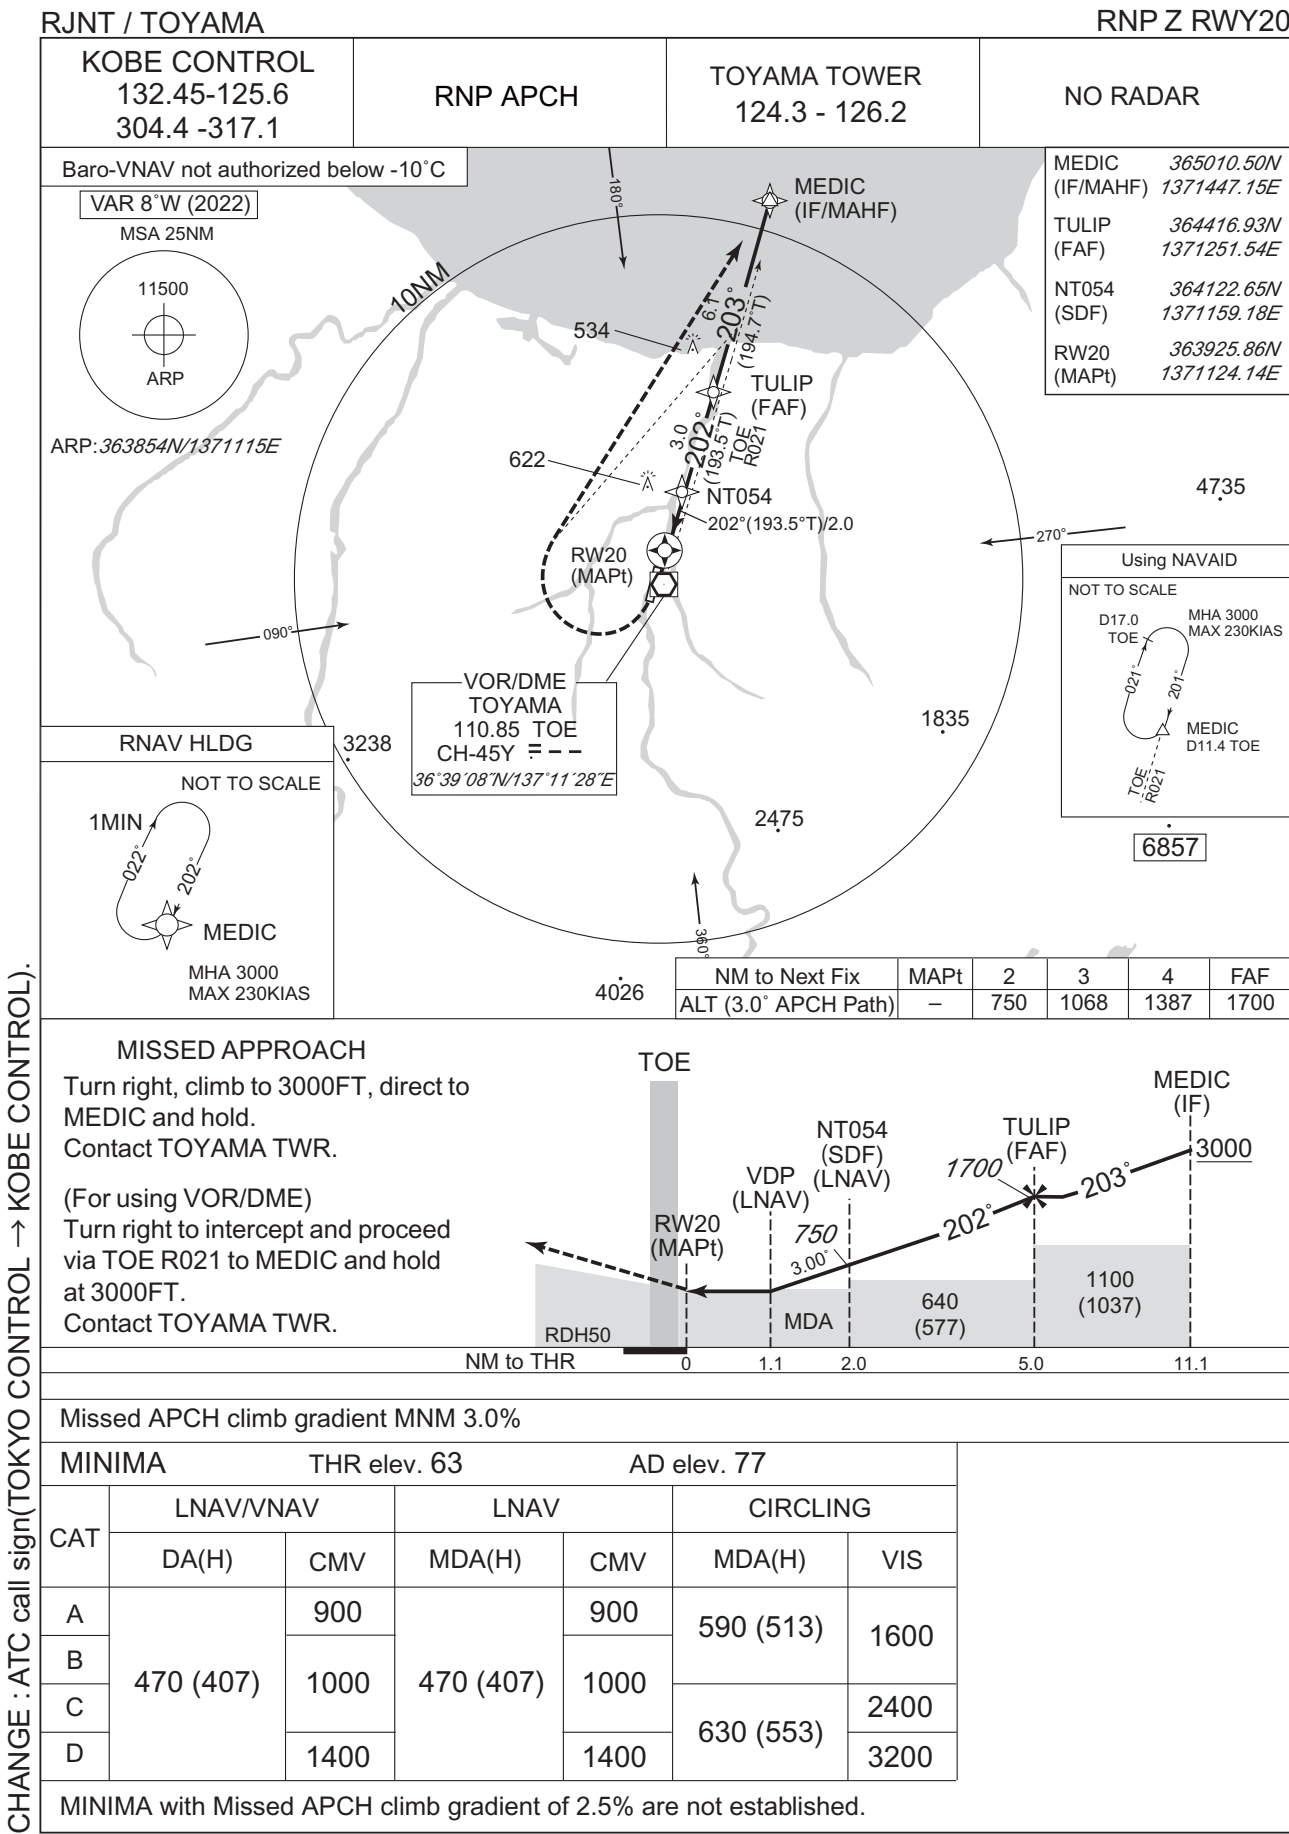 RJNT / TOYAMA
RNP Z RWY20
KOBE CONTROL
132.45-125.6
304.4 -317.1
RNP APCH
TOYAMA TOWER
124.3 - 126.2
NO RADAR
Baro-VNAV not authorized below -10˚C
VAR 8˚W (2022)
MSA 25NM
11500
ARP
ARP:363854N/1371115E
MEDIC 365010.50N
(IF/MAHF) 1371447.15E
TULIP 364416.93N
(FAF) 1371251.54E
NT054 364122.65N
(SDF) 1371159.18E
RW20 363925.86N
(MAPt) 1371124.14E
180˚
MEDIC
(IF/MAHF)
10NM
6.1
203˚
(194.7˚T)
534
TULIP
(FAF)
3.0
202˚
(193.5˚T)
TOE
R021
622
NT054
202°(193.5°T)/2.0
4735
270˚
RW20
(MAPt)
090˚
VOR/DME
TOYAMA
110.85 TOE
CH-45Y
36˚39´08˝N/137˚11´28˝E
Using NAVAID
NOT TO SCALE
D17.0
TOE
MHA 3000
MAX 230KIAS
021˚
201˚
MEDIC
D11.4 TOE
TOE
R021
6857
1835
2475
3238
4026
360˚
RNAV HLDG
NOT TO SCALE
1MIN
022˚
202˚
MEDIC
MHA 3000
MAX 230KIAS
NM to Next Fix MAPt 2 3 4 FAF
ALT (3.0˚ APCH Path) – 750 1068 1387 1700
MISSED APPROACH
Turn right, climb to 3000FT, direct to
MEDIC and hold.
Contact TOYAMA TWR.
(For using VOR/DME)
Turn right to intercept and proceed
via TOE R021 to MEDIC and hold
at 3000FT.
Contact TOYAMA TWR.
TOE
RW20
(MAPt)
VDP
(LNAV)
NT054
(SDF)
(LNAV)
TULIP
(FAF)
MEDIC
(IF)
3000
1700
203˚
202˚
750
3.00˚
MDA
640
(577)
1100
(1037)
RDH50
NM to THR 0 1.1 2.0 5.0 11.1
Missed APCH climb gradient MNM 3.0%
MINIMA THR elev. 63 AD elev. 77
CAT LNAV/VNAV LNAV CIRCLING
DA(H) CMV MDA(H) CMV MDA(H) VIS
A 470 (407) 900 470 (407) 900 590 (513) 1600
B 1000 1000
C 630 (553) 2400
D 1400 1400 3200
MINIMA with Missed APCH climb gradient of 2.5% are not established.
CHANGE : ATC call sign(TOKYO CONTROL → KOBE CONTROL).